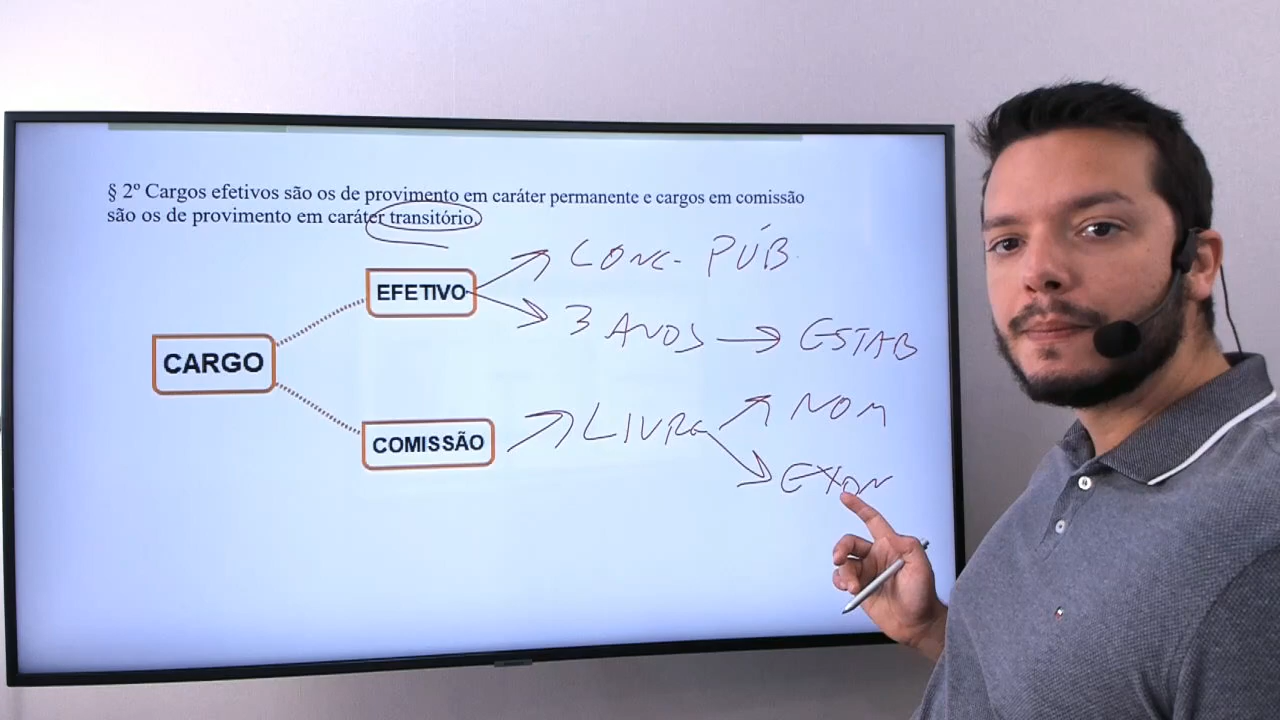 § 2º Cargos efetivos são os de provimento em caráter permanente e cargos em comissão
são os de provimento em caráter transitório.
CONC. PÚB.
EFETIVO
3 ANOS → ESTAB
CARGO
LIVRE
NOM
COMISSÃO
EXON